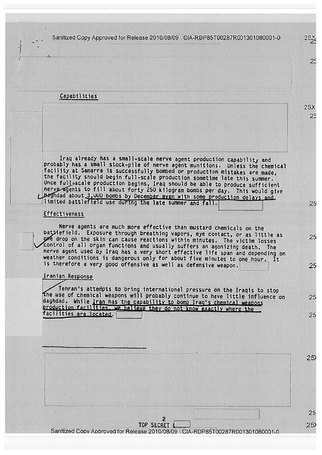 Sanitized Copy Approved for Release 2010/08/09 : CIA-RDP85T00287R001301080001-0
25X
Capabilities
25X
Iraq already has a small-scale nerve agent production capability and
probably has a small stock-pile of nerve agent munitions. Unless the chemical
facility at Samarra is successfully bombed or production mistakes are made,
the facility should begin full-scale production sometime late this summer.
Once full-scale production begins, Iraq should be able to produce sufficient
nerve agents to fill about forty 250 kilogram bombs per day. This would give
Baghdad about 3,000 bombs by December even with some production delays and
limited battlefield use during the late summer and fall.
25
Effectiveness
Nerve agents are much more effective than mustard chemicals on the
battlefield. Exposure through breathing vapors, eye contact, or as little as
one drop on the skin can cause reactions within minutes. The victim losses
control of all organ functions and usually suffers an agonizing death. The
nerve agent used by Iraq has a very short effective life span and depending on
weather conditions is dangerous only for about five minutes to one hour. It
is therefore a very good offensive as well as defensive weapon.
25
Iranian Response
Tehran's attempts to bring international pressure on the Iraqis to stop
the use of chemical weapons will probably continue to have little influence on
Baghdad. While Iran has the capability to bomb Iraq's chemical weapons
production facilities, we believe they do not know exactly where the
facilities are located.
25
2
TOP SECRET
25
Sanitized Copy Approved for Release 2010/08/09 : CIA-RDP85T00287R001301080001-0
25X